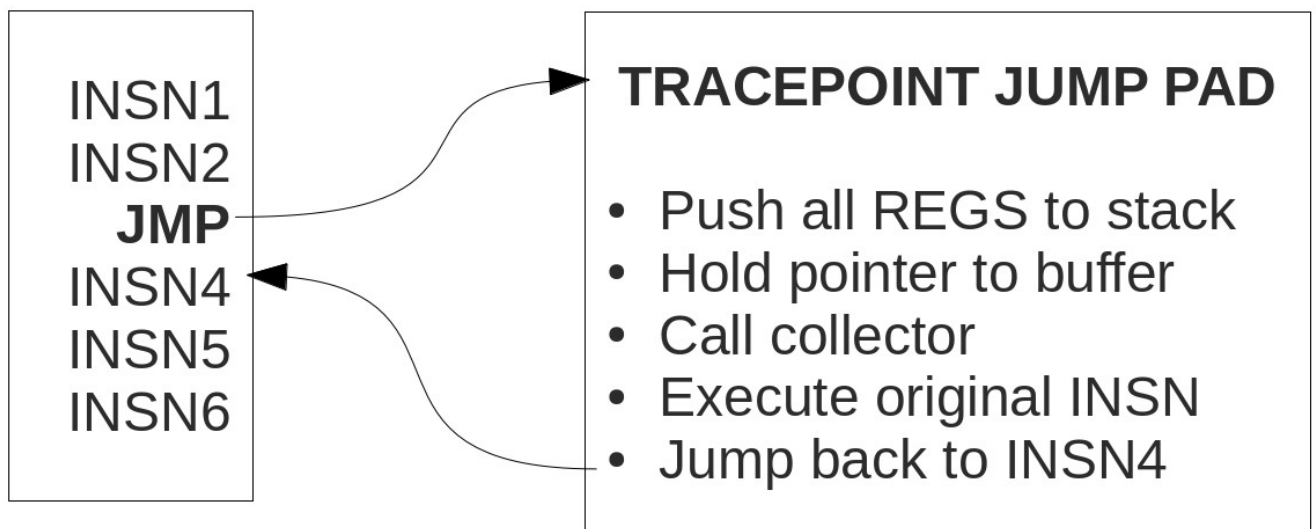 INSN1
INSN2
JMP
INSN4
INSN5
INSN6
TRACEPOINT JUMP PAD
• Push all REGS to stack
• Hold pointer to buffer
• Call collector
• Execute original INSN
• Jump back to INSN4